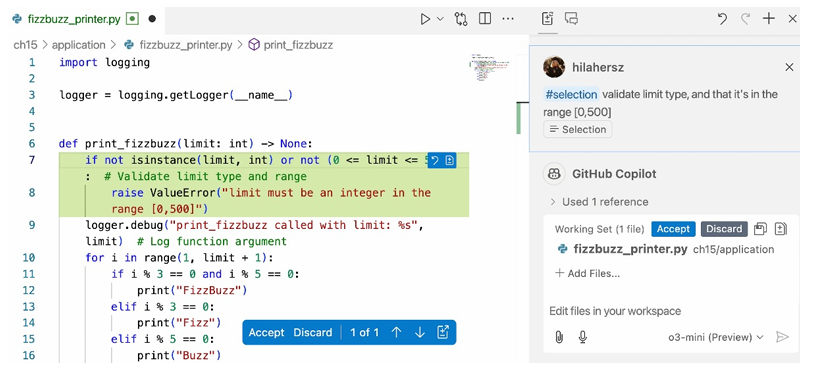 fizzbuzz_printer.py
ch15 > application > fizzbuzz_printer.py > print_fizzbuzz
1 import logging
2
3 logger = logging.getLogger(__name__)
4
5
6 def print_fizzbuzz(limit: int) -> None:
7 if not isinstance(limit, int) or not (0 <= limit <=
: # Validate limit type and range
8 raise ValueError("limit must be an integer in the
range [0,500]")
9 logger.debug("print_fizzbuzz called with limit: %s",
limit) # Log function argument
10 for i in range(1, limit + 1):
11 if i % 3 == 0 and i % 5 == 0:
12 print("FizzBuzz")
13 elif i % 3 == 0:
14 print("Fizz")
15 elif i % 5 == 0:
16 print("Buzz")
Accept Discard 1 of 1
hilahersz
#selection validate limit type, and that it's in the
range [0,500]
Selection
GitHub Copilot
> Used 1 reference
Working Set (1 file) Accept Discard
fizzbuzz_printer.py ch15/application
+ Add Files...
Edit files in your workspace
o3-mini (Preview)